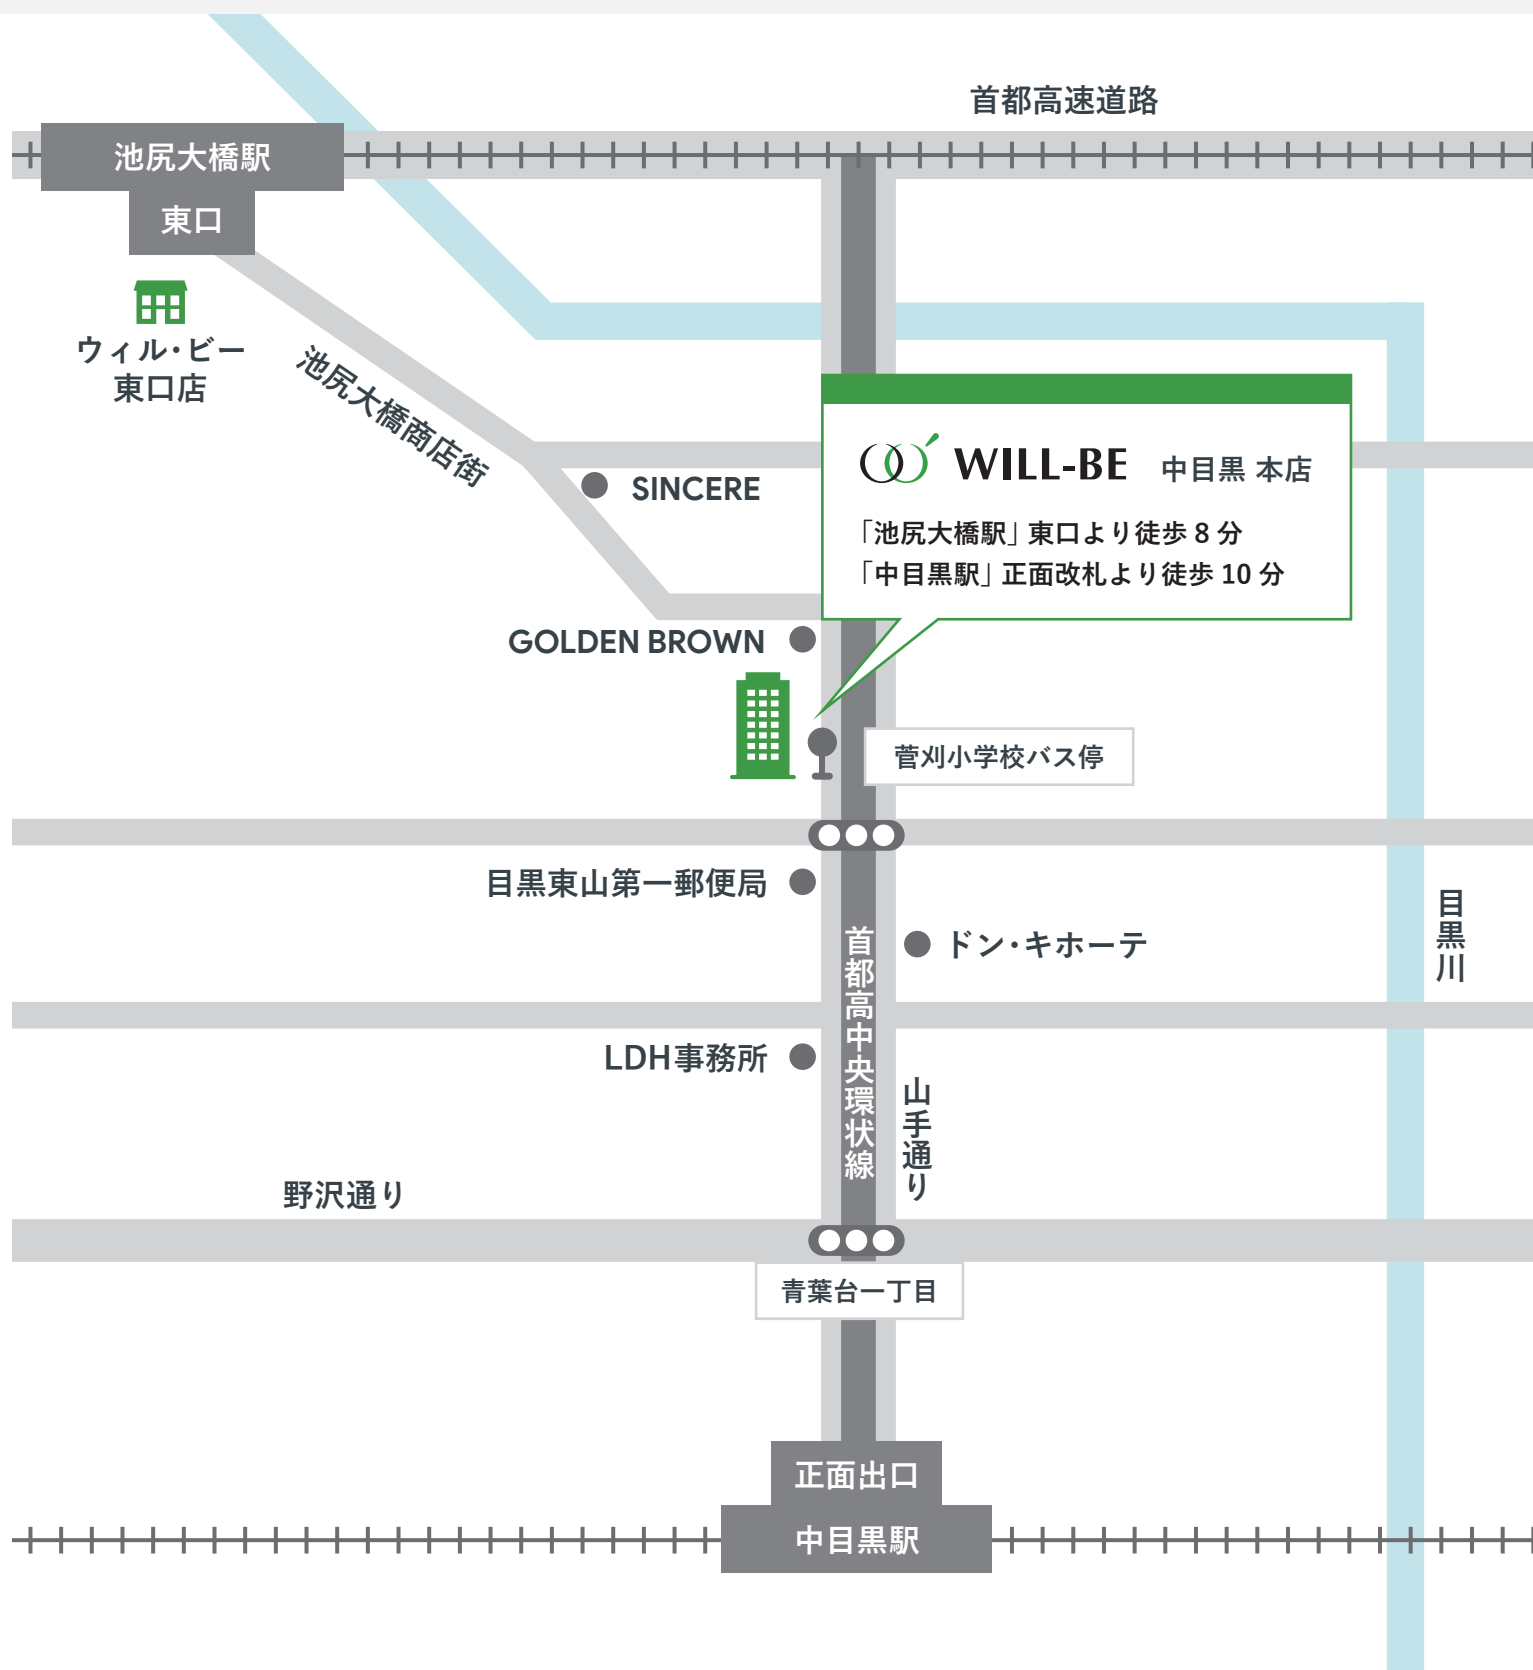 首都高速道路
池尻大橋駅
東口
ウィル・ビー
東口店
池尻大橋商店街
SINCERE
WILL-BE 中目黒 本店
「池尻大橋駅」東口より徒歩 8 分
「中目黒駅」正面改札より徒歩 10 分
GOLDEN BROWN
菅刈小学校バス停
目黒東山第一郵便局
ドン・キホーテ
目黒川
首都高中央環状線
LDH事務所
山手通り
野沢通り
青葉台一丁目
正面出口
中目黒駅